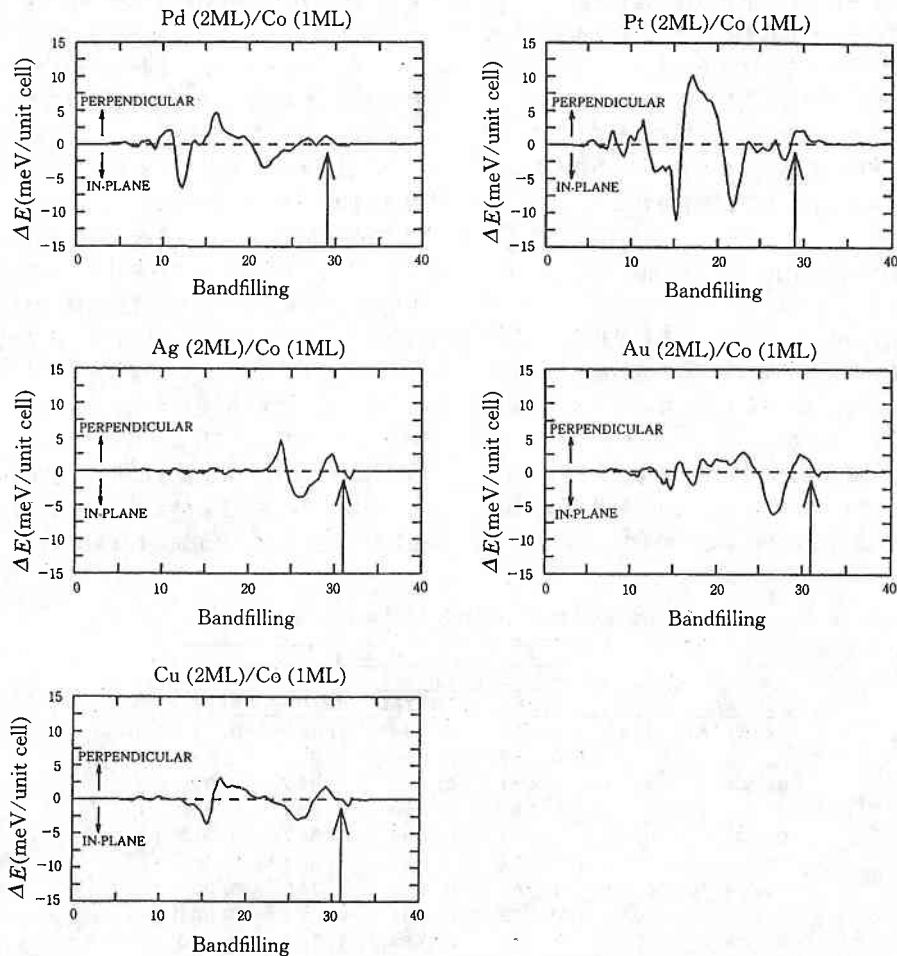 Pd (2ML)/Co (1ML)
ΔE(meV/unit cell)
15
10
5
0
−5
−10
−15
PERPENDICULAR
IN-PLANE
0 10 20 30 40
Bandfilling
Pt (2ML)/Co (1ML)
ΔE(meV/unit cell)
15
10
5
0
−5
−10
−15
PERPENDICULAR
IN-PLANE
0 10 20 30 40
Bandfilling
Ag (2ML)/Co (1ML)
ΔE(meV/unit cell)
15
10
5
0
−5
−10
−15
PERPENDICULAR
IN-PLANE
0 10 20 30 40
Bandfilling
Au (2ML)/Co (1ML)
ΔE(meV/unit cell)
15
10
5
0
−5
−10
−15
PERPENDICULAR
IN-PLANE
0 10 20 30 40
Bandfilling
Cu (2ML)/Co (1ML)
ΔE(meV/unit cell)
15
10
5
0
−5
−10
−15
PERPENDICULAR
IN-PLANE
0 10 20 30 40
Bandfilling